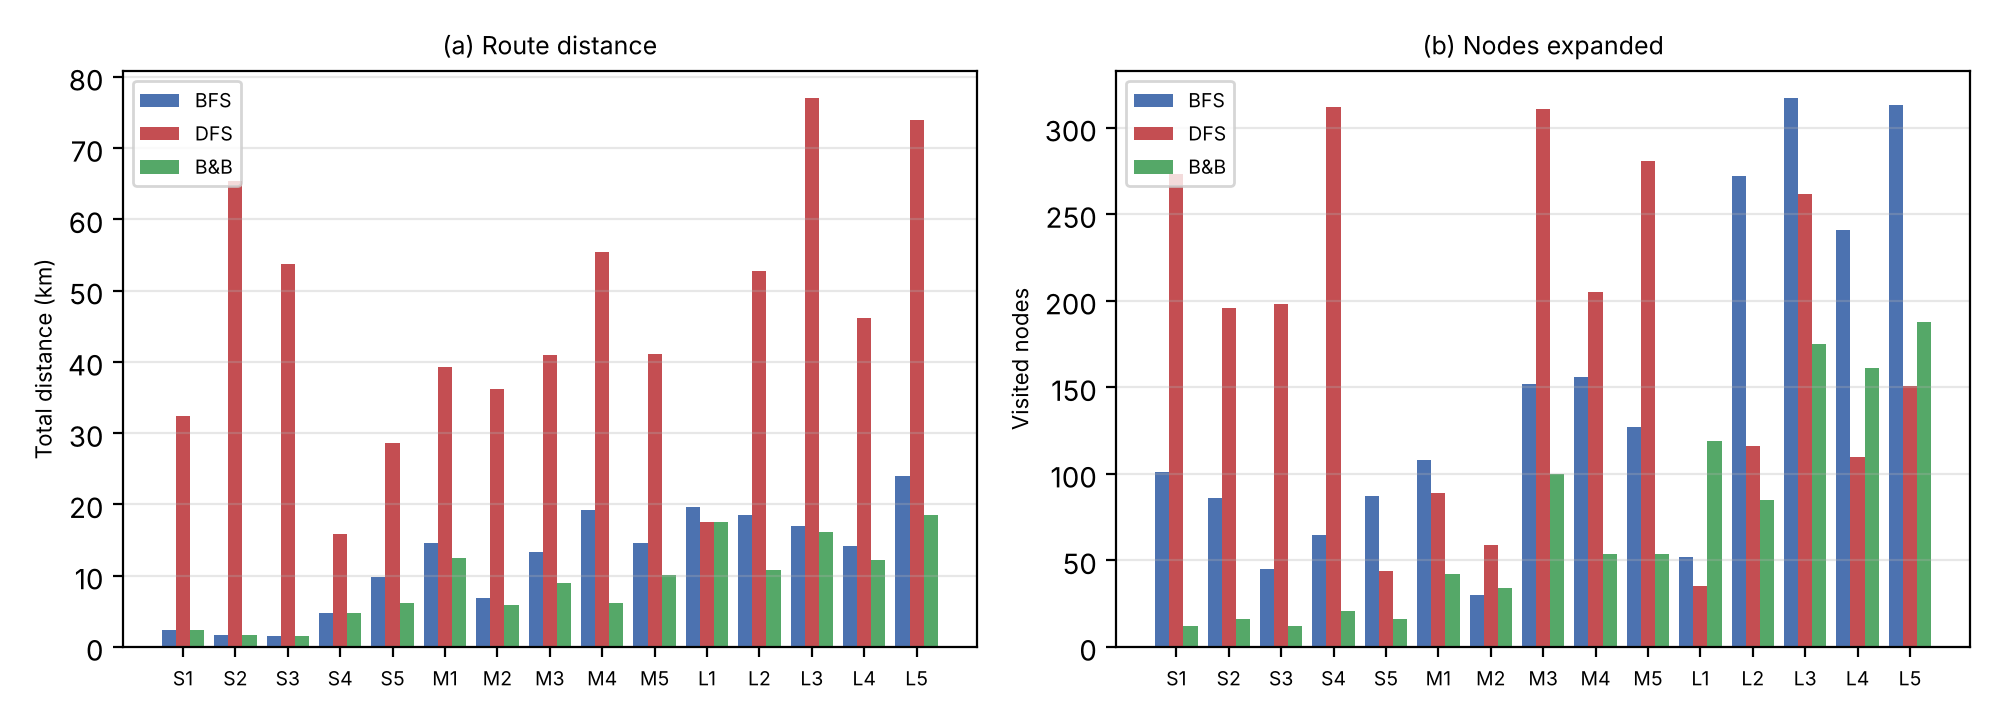 (a) Route distance
Total distance (km)
80
70
60
50
40
30
20
10
0
BFS
DFS
B&B
S1 S2 S3 S4 S5 M1 M2 M3 M4 M5 L1 L2 L3 L4 L5
(b) Nodes expanded
Visited nodes
300
250
200
150
100
50
0
BFS
DFS
B&B
S1 S2 S3 S4 S5 M1 M2 M3 M4 M5 L1 L2 L3 L4 L5